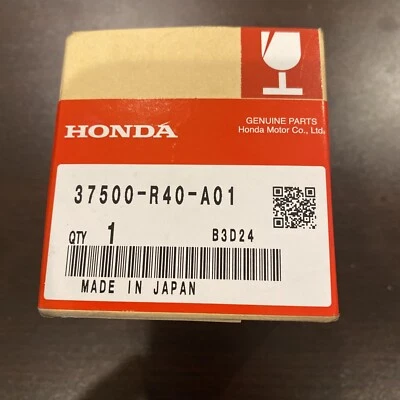 GENUINE PARTS
Honda Motor Co., Ltd.
HONDA
37500-R40-A01
QTY 1 B3D24
MADE IN JAPAN